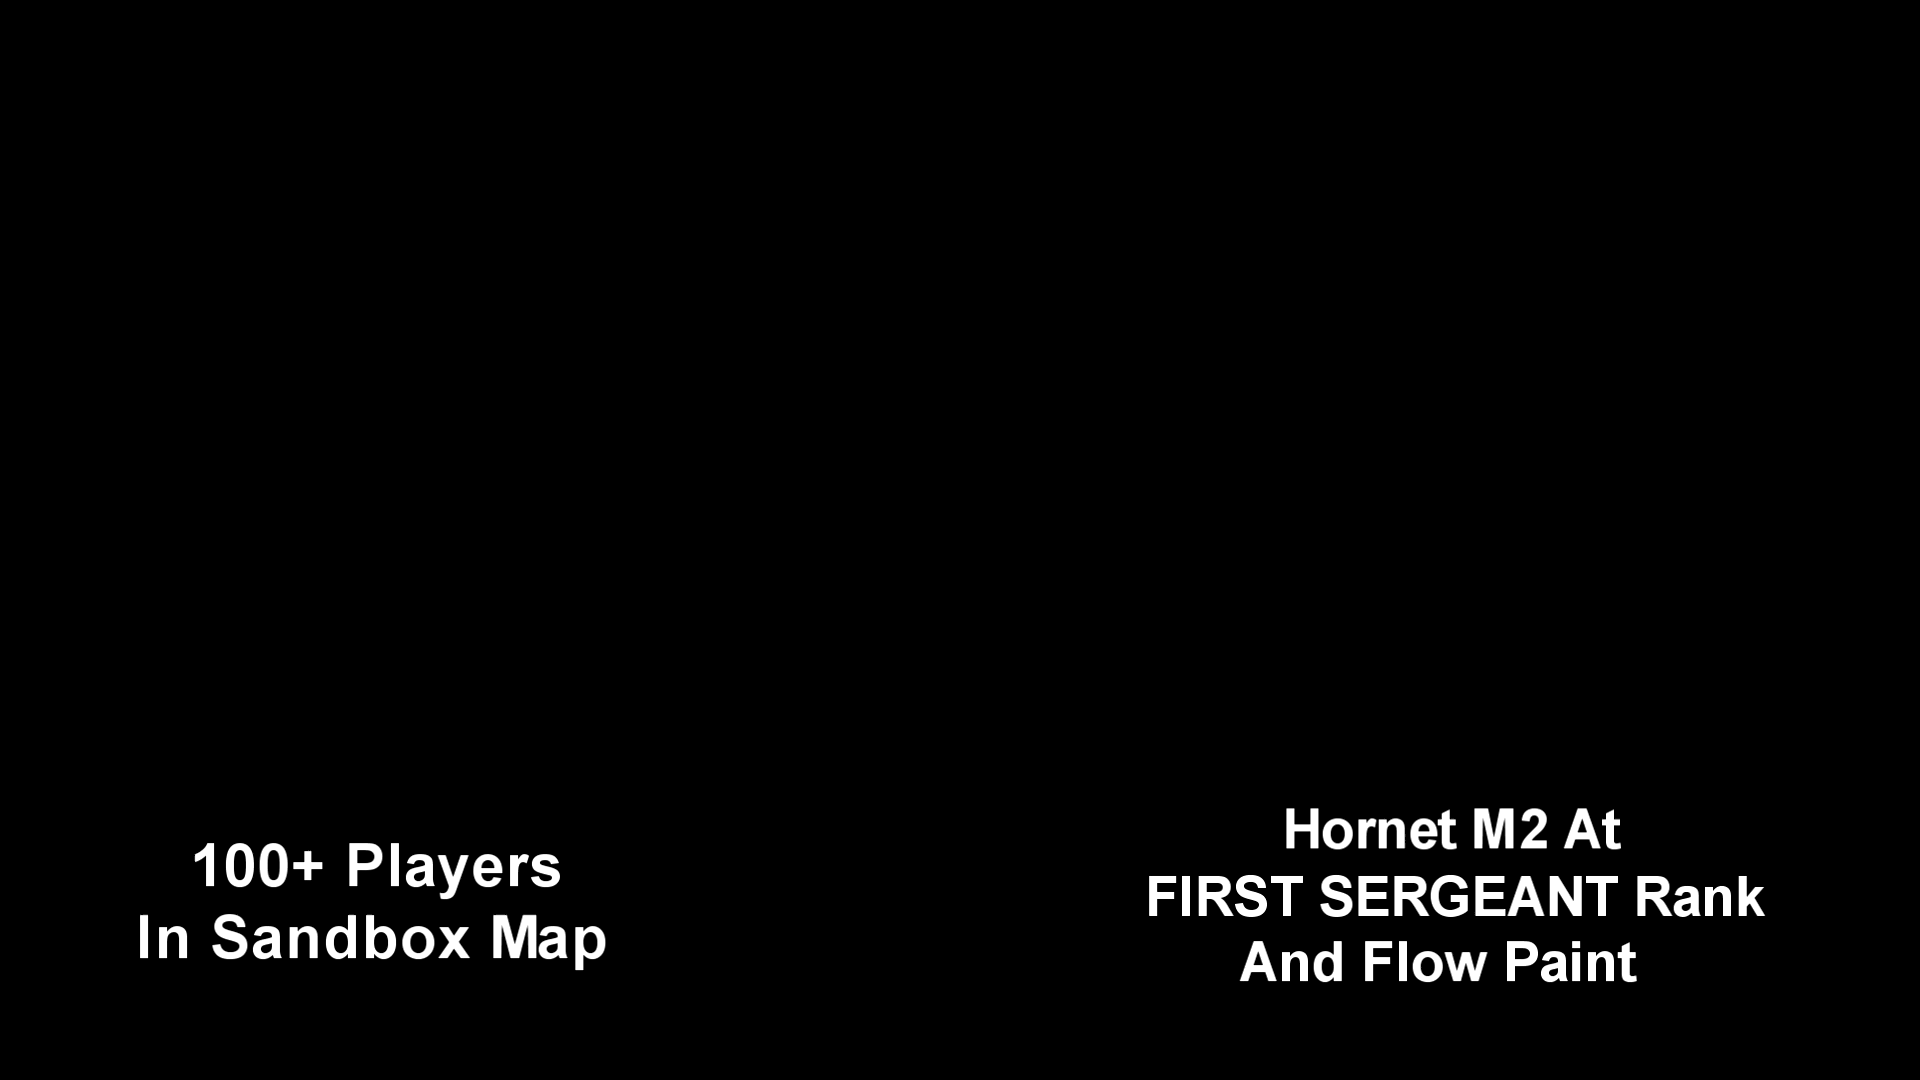 100+ Players
In Sandbox Map
Hornet M2 At
FIRST SERGEANT Rank
And Flow Paint